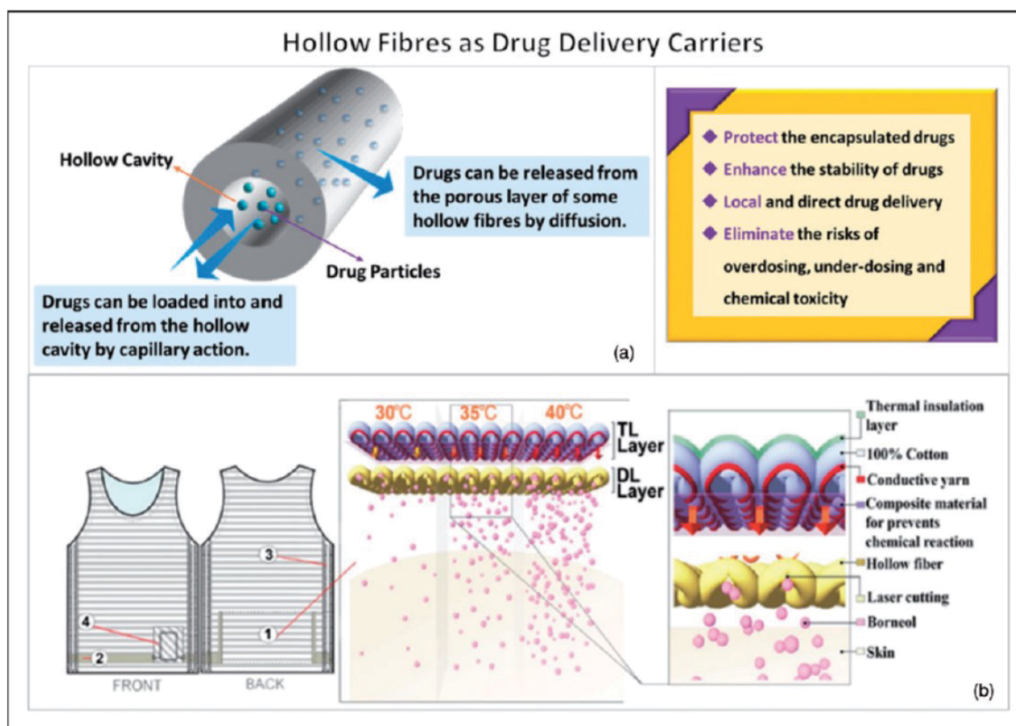 Hollow Fibres as Drug Delivery Carriers
Hollow Cavity
Drugs can be released from
the porous layer of some
hollow fibres by diffusion.
Drug Particles
Drugs can be loaded into and
released from the hollow
cavity by capillary action.
(a)
Protect the encapsulated drugs
Enhance the stability of drugs
Local and direct drug delivery
Eliminate the risks of
overdosing, under-dosing and
chemical toxicity
30℃ 35℃ 40℃
TL
Layer
DL
Layer
3
4
1
2
FRONT
BACK
Thermal insulation
layer
100% Cotton
Conductive yarn
Composite material
for prevents
chemical reaction
Hollow fiber
Laser cutting
Borneol
Skin
(b)